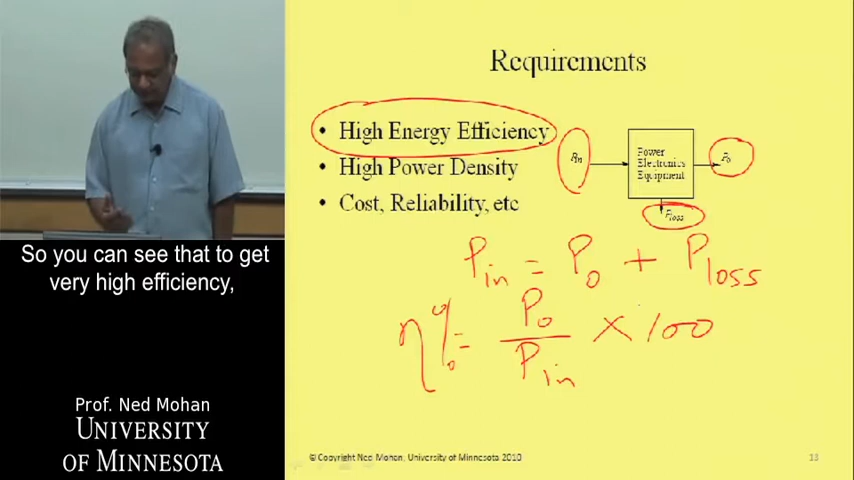 Requirements
• High Energy Efficiency
• High Power Density
• Cost, Reliability, etc
Pin
Power
Electronics
Equipment
Po
Ploss
Pin = Po + Ploss
η% = Po / Pin × 100
So you can see that to get
very high efficiency,
Prof. Ned Mohan
UNIVERSITY
OF MINNESOTA
© Copyright Ned Mohan, University of Minnesota 2010
13